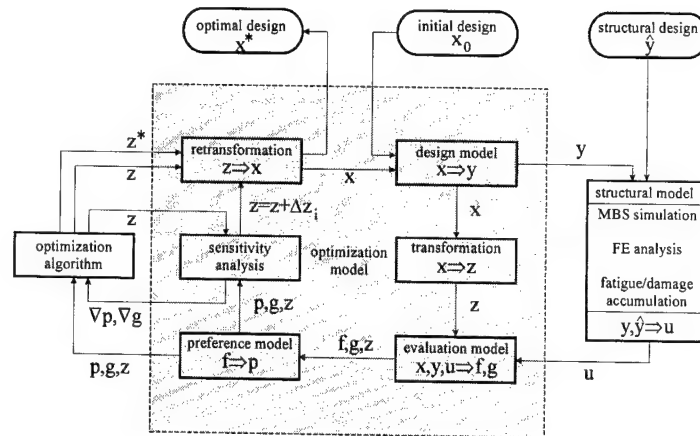 optimal design
x*
initial design
x₀
structural design
ŷ
z*
z
retransformation
z⇒x
x
design model
x⇒y
y
z=z+Δz i
x
structural model
MBS simulation
FE analysis
fatigue/damage
accumulation
y,ŷ⇒u
z
optimization
algorithm
sensitivity
analysis
optimization
model
transformation
x⇒z
∇p,∇g
p,g,z
z
preference model
f⇒p
f,g,z
evaluation model
x,y,u⇒f,g
p,g,z
u